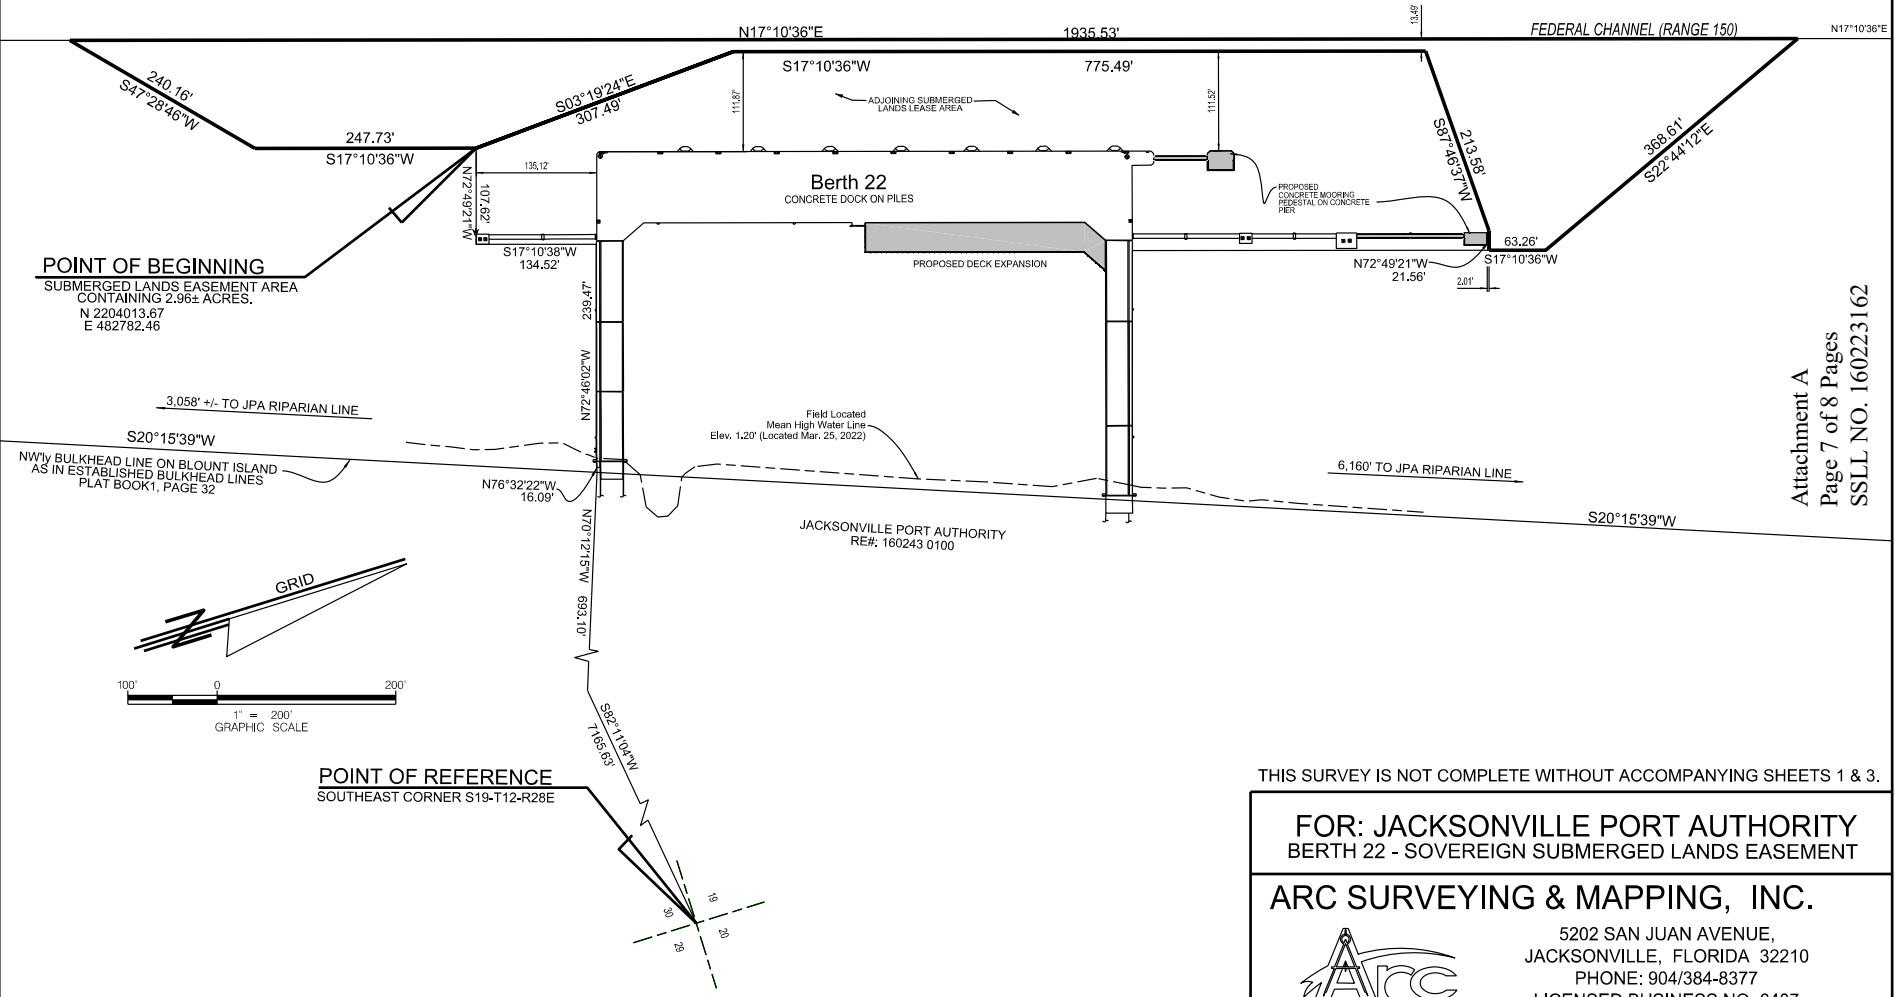 N17°10'36"E
1935.53'
13.49'
FEDERAL CHANNEL (RANGE 150)
N17°10'36"E
240.16'
S47°28'46"W
S03°19'24"E
307.49'
S17°10'36"W
775.49'
111.87'
ADJOINING SUBMERGED
LANDS LEASE AREA
111.52'
213.58'
S87°46'37"W
368.61'
S22°44'12"E
247.73'
S17°10'36"W
135.12'
N72°49'21"W
107.62'
Berth 22
CONCRETE DOCK ON PILES
PROPOSED
CONCRETE MOORING
PEDESTAL ON CONCRETE
PIER
S17°10'38"W
134.52'
PROPOSED DECK EXPANSION
63.26'
S17°10'36"W
N72°49'21"W
21.56'
2.01'
POINT OF BEGINNING
SUBMERGED LANDS EASEMENT AREA
CONTAINING 2.96± ACRES.
N 2204013.67
E 482782.46
239.47'
N72°46'02"W
Attachment A
Page 7 of 8 Pages
SSLL NO. 160223162
3,058' +/- TO JPA RIPARIAN LINE
Field Located
Mean High Water Line
Elev. 1.20' (Located Mar. 25, 2022)
S20°15'39"W
NW'ly BULKHEAD LINE ON BLOUNT ISLAND
AS IN ESTABLISHED BULKHEAD LINES
PLAT BOOK1, PAGE 32
6,160' TO JPA RIPARIAN LINE
N76°32'22"W
16.09'
JACKSONVILLE PORT AUTHORITY
RE#: 160243 0100
S20°15'39"W
N70°12'15"W 693.10'
GRID
N
100' 0 200'
1" = 200'
GRAPHIC SCALE
S82°11'04"W
7165.63'
POINT OF REFERENCE
SOUTHEAST CORNER S19-T12-R28E
19
30
20
29
THIS SURVEY IS NOT COMPLETE WITHOUT ACCOMPANYING SHEETS 1 & 3.
FOR: JACKSONVILLE PORT AUTHORITY
BERTH 22 - SOVEREIGN SUBMERGED LANDS EASEMENT
ARC SURVEYING & MAPPING, INC.
Arc
5202 SAN JUAN AVENUE,
JACKSONVILLE, FLORIDA 32210
PHONE: 904/384-8377
LICENSED BUSINESS NO.